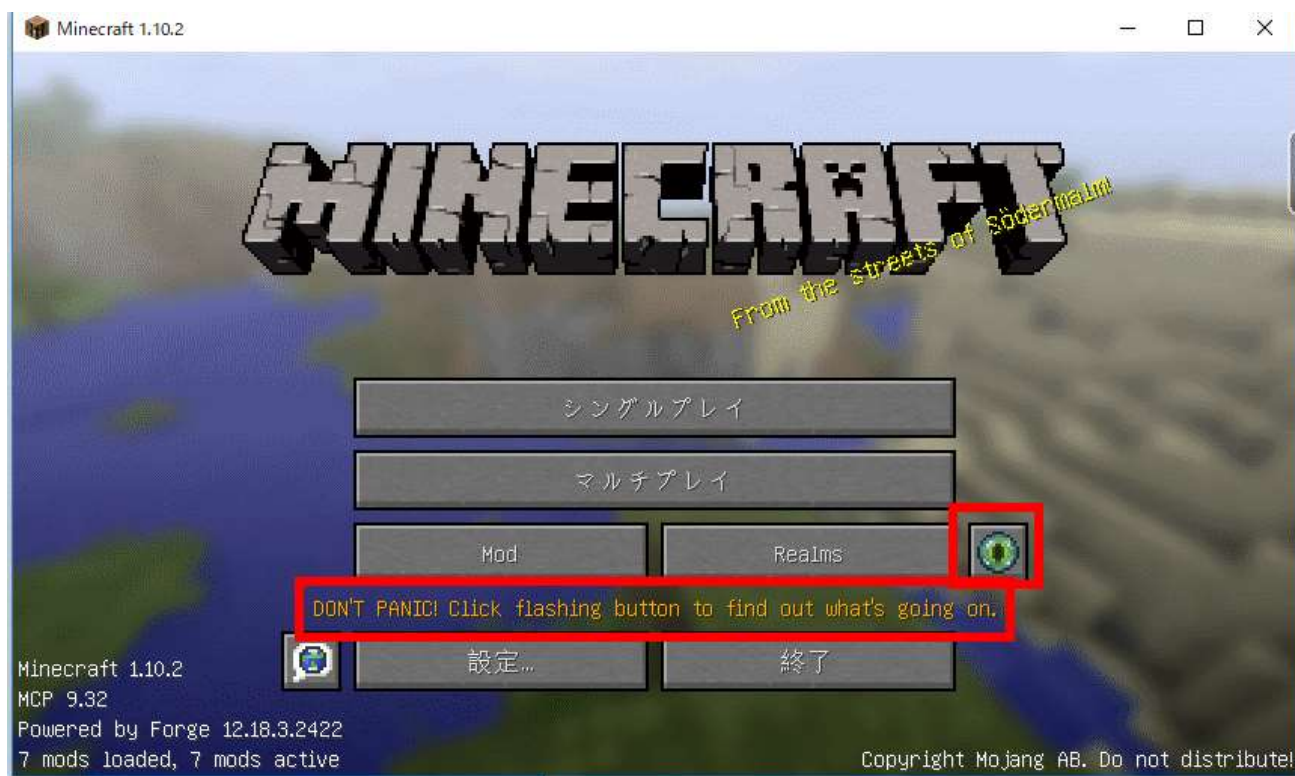 Minecraft 1.10.2
MINECRAFT
From the streets of Södermalm!
シングルプレイ
マルチプレイ
Mod
Realms
DON'T PANIC! Click flashing button to find out what's going on.
設定...
終了
Minecraft 1.10.2
MCP 9.32
Powered by Forge 12.18.3.2422
7 mods loaded, 7 mods active
Copyright Mojang AB. Do not distribute!